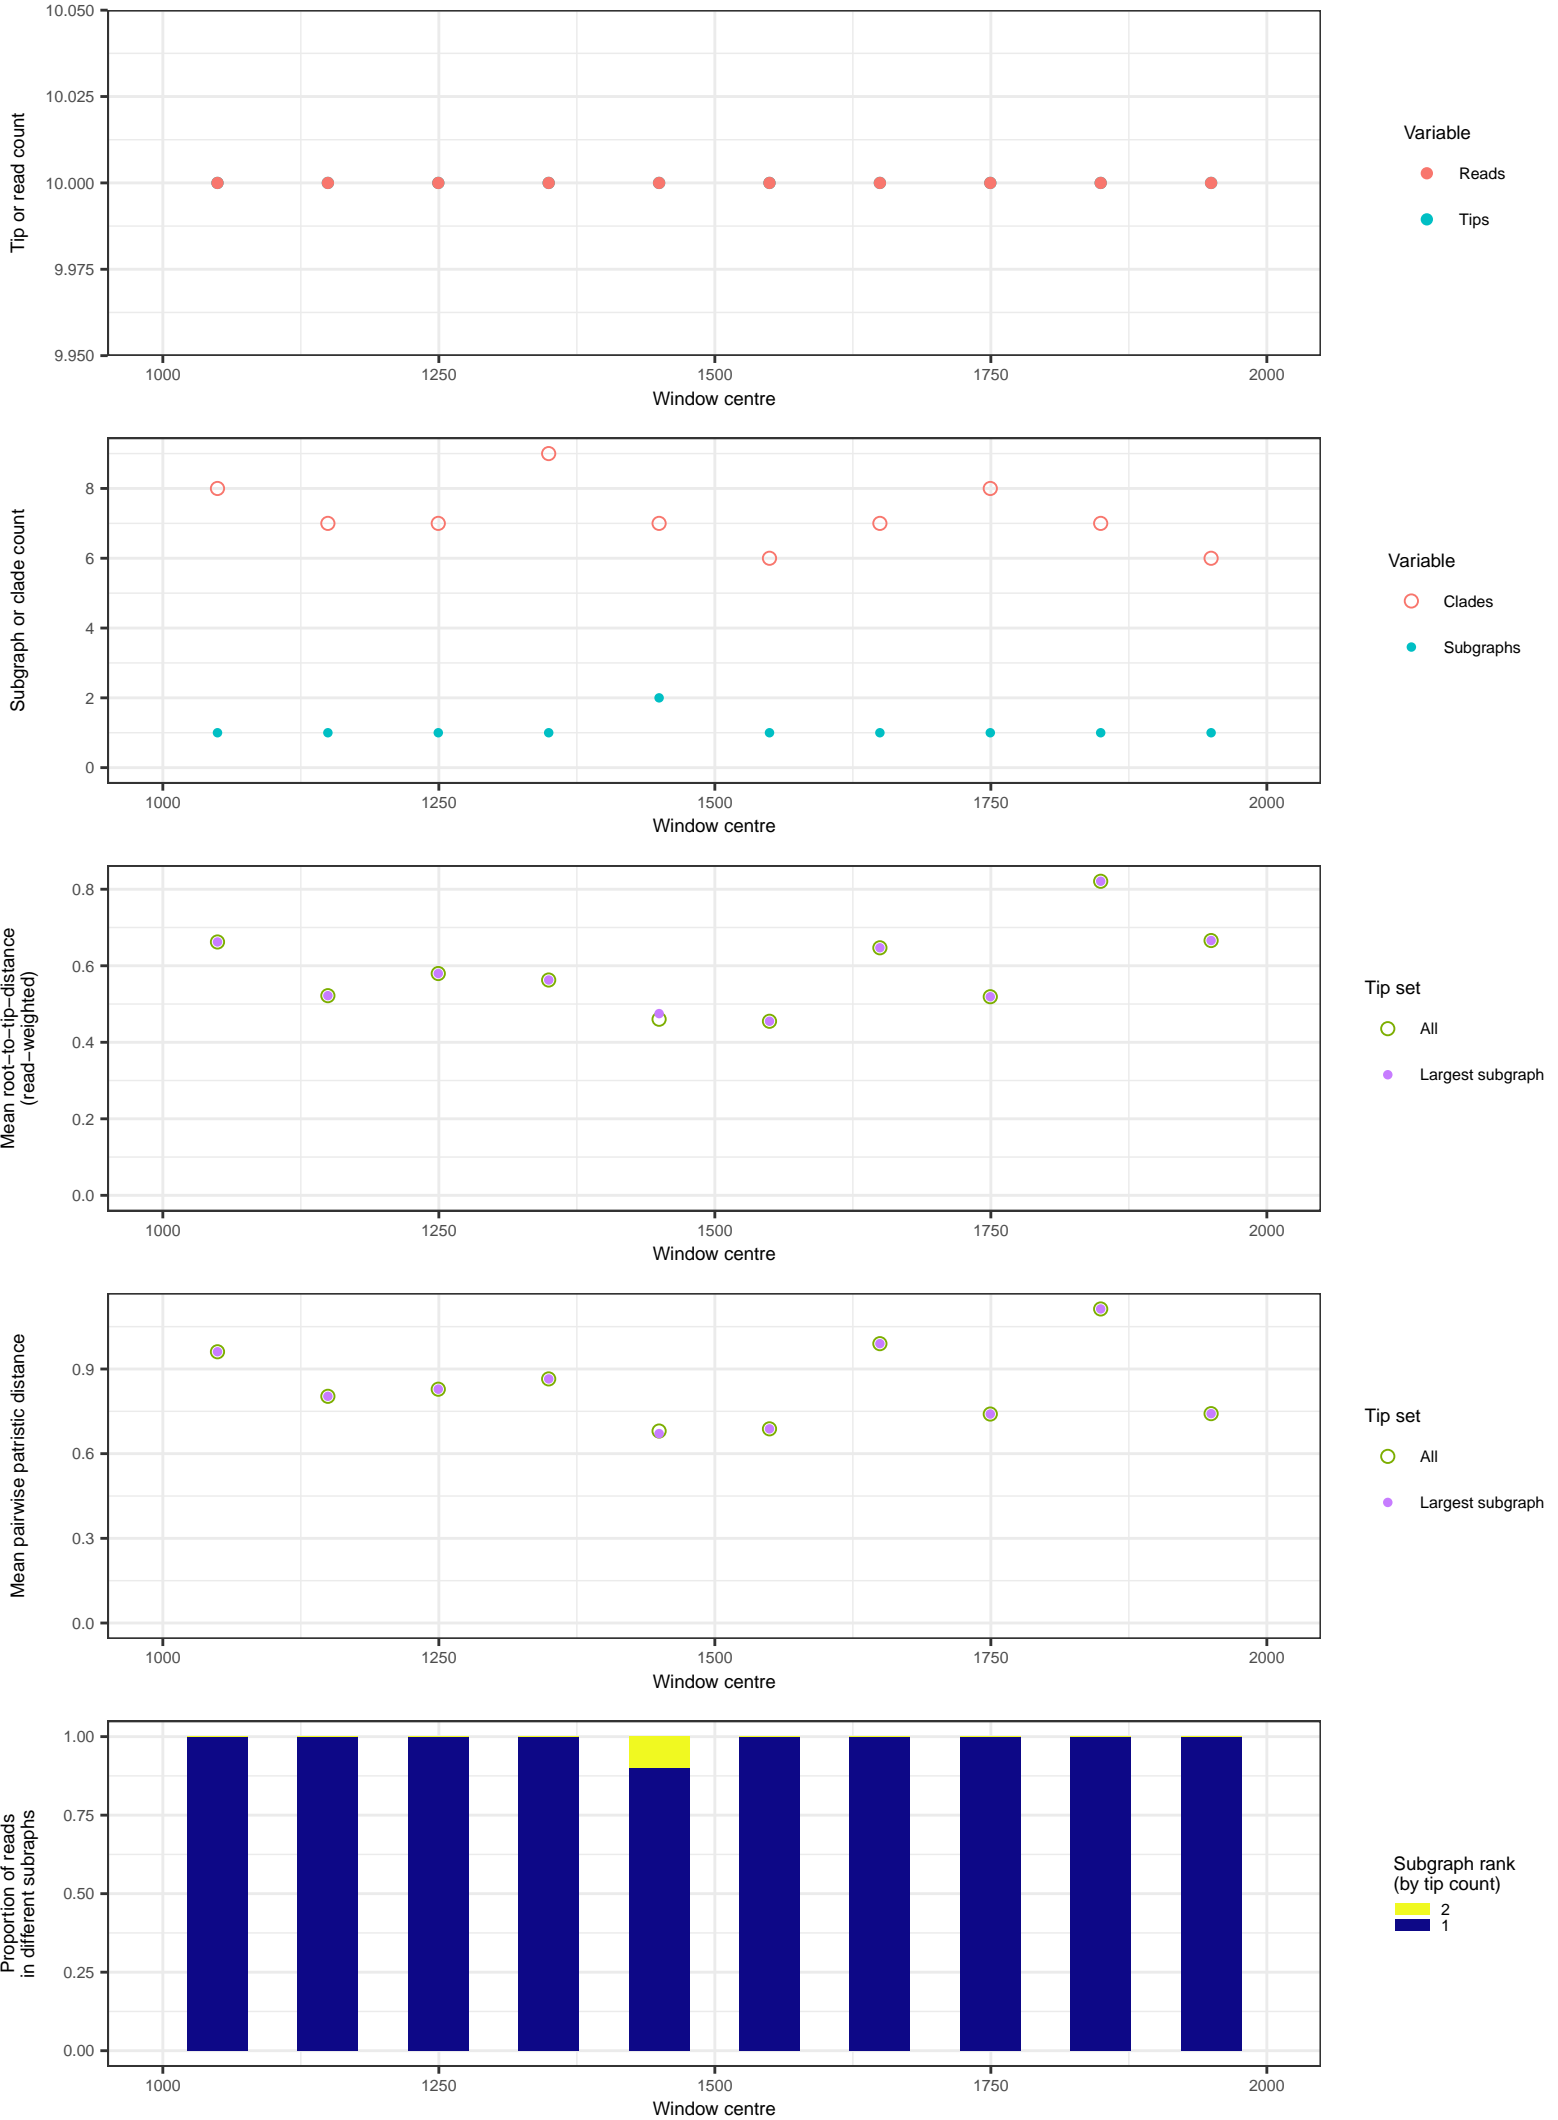 10.050
10.025
10.000
9.975
9.950
Tip or read count
1000
1250
1500
1750
2000
Window centre
Variable
Reads
Tips
8
6
4
2
0
Subgraph or clade count
1000
1250
1500
1750
2000
Window centre
Variable
Clades
Subgraphs
0.8
0.6
0.4
0.2
0.0
Mean root−to−tip−distance
(read−weighted)
1000
1250
1500
1750
2000
Window centre
Tip set
All
Largest subgraph
0.9
0.6
0.3
0.0
Mean pairwise patristic distance
1000
1250
1500
1750
2000
Window centre
Tip set
All
Largest subgraph
1.00
0.75
0.50
0.25
0.00
Proportion of reads
in different subraphs
1000
1250
1500
1750
2000
Window centre
Subgraph rank
(by tip count)
2
1